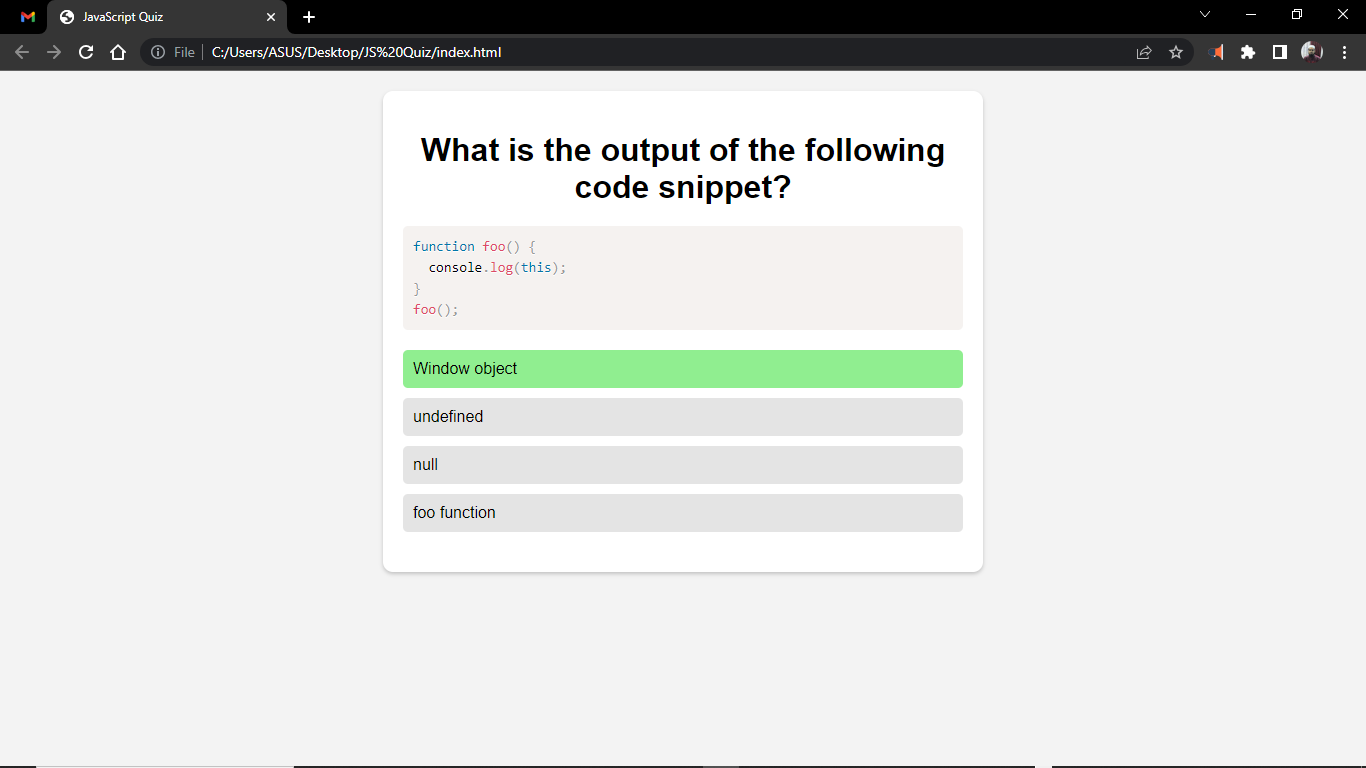 JavaScript Quiz
File C:/Users/ASUS/Desktop/JS%20Quiz/index.html
What is the output of the following
code snippet?
function foo() {
  console.log(this);
}
foo();
Window object
undefined
null
foo function